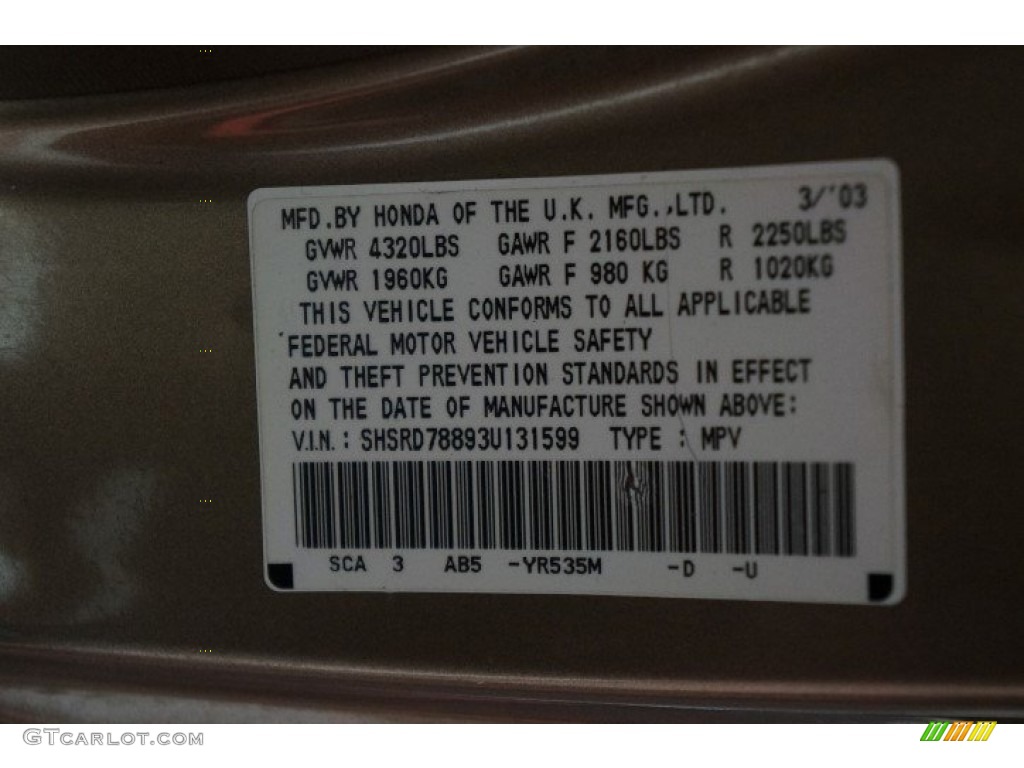 MFD.BY HONDA OF THE U.K. MFG.,LTD. 3/'03
GVWR 4320LBS GAWR F 2160LBS R 2250LBS
GVWR 1960KG GAWR F 980 KG R 1020KG
THIS VEHICLE CONFORMS TO ALL APPLICABLE
FEDERAL MOTOR VEHICLE SAFETY
AND THEFT PREVENTION STANDARDS IN EFFECT
ON THE DATE OF MANUFACTURE SHOWN ABOVE:
V.I.N.: SHSRD78893U131599 TYPE : MPV
SCA 3 AB5 -YR535M -D -U
GTcarlot.com